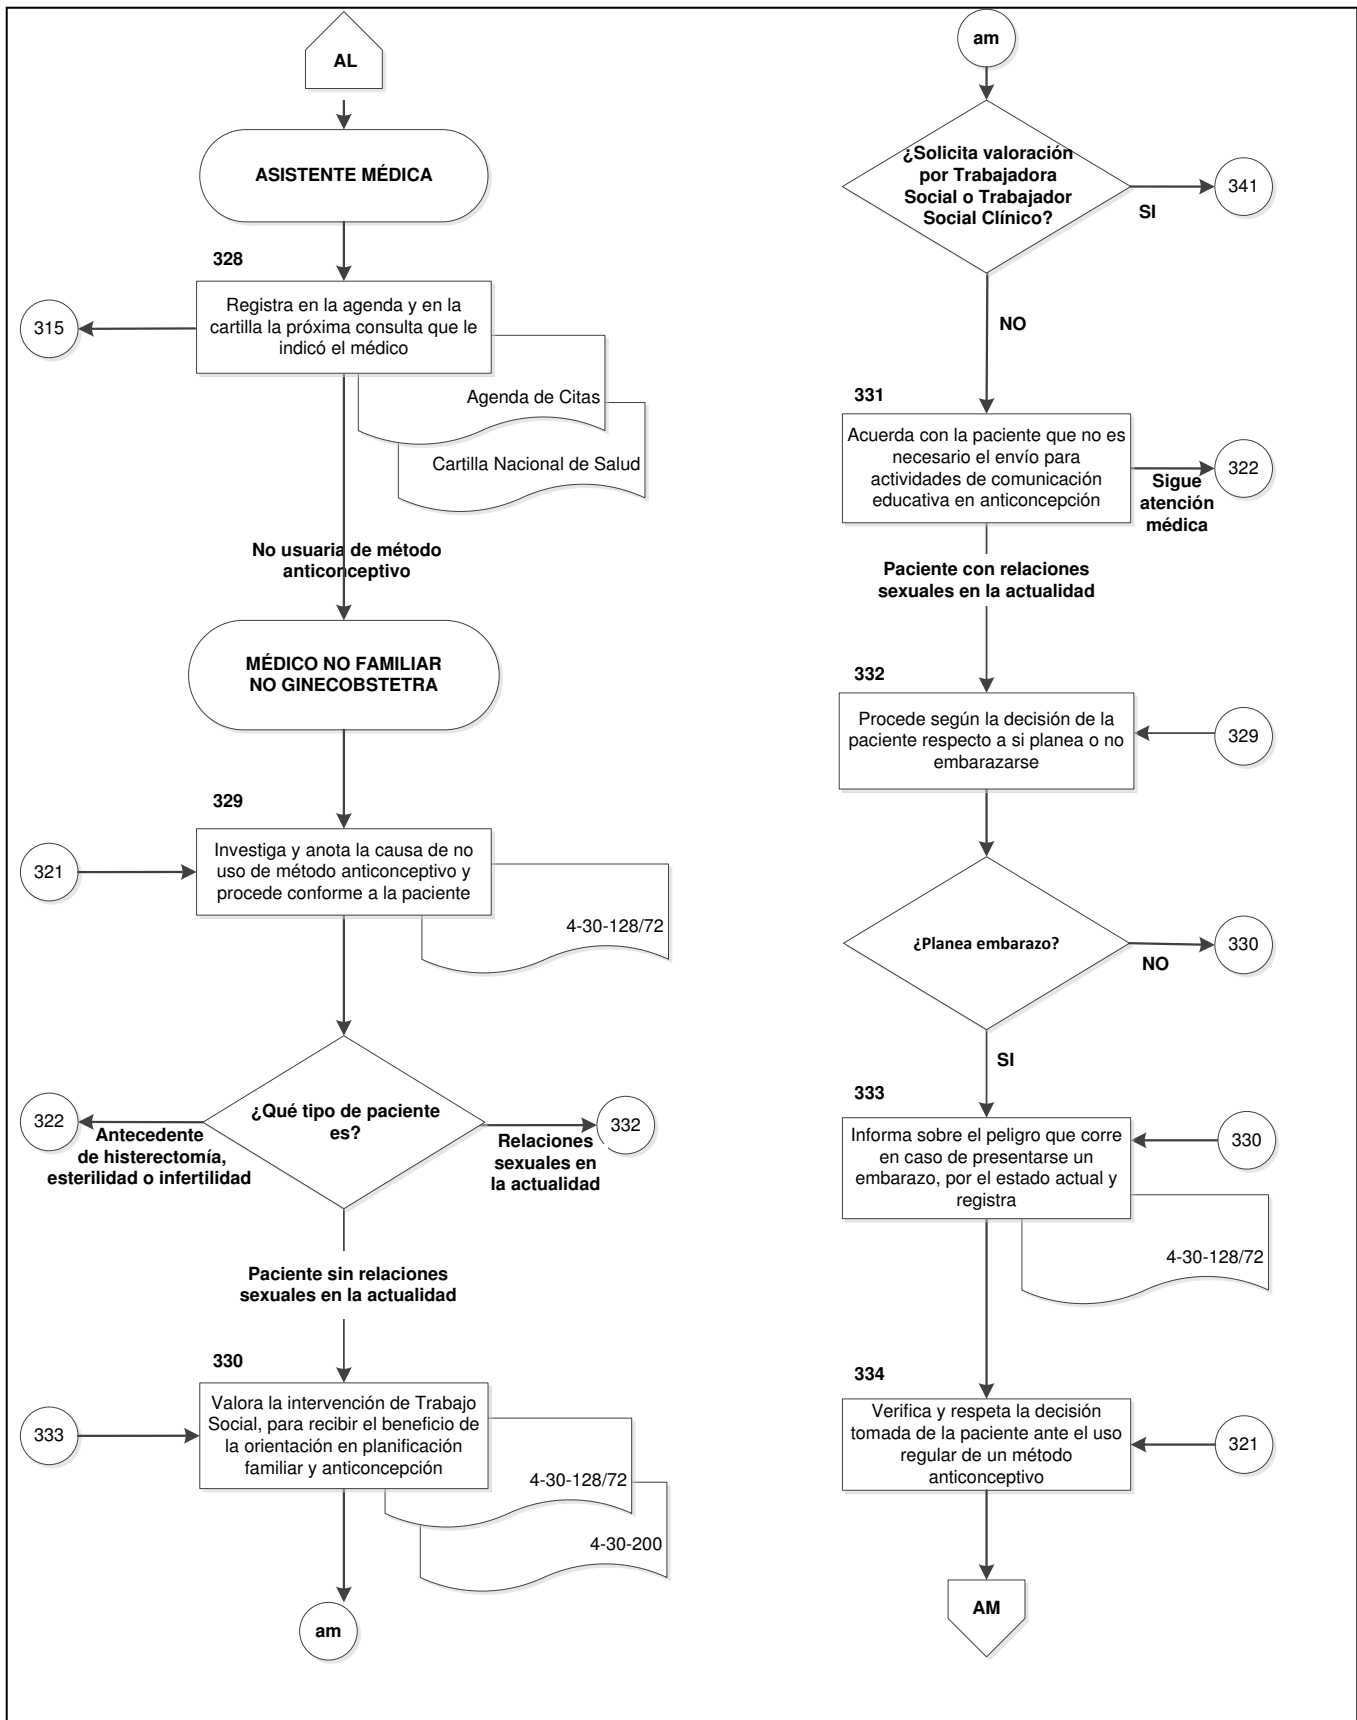 AL
ASISTENTE MÉDICA
328
Registra en la agenda y en la
cartilla la próxima consulta que le
indicó el médico
315
Agenda de Citas
Cartilla Nacional de Salud
No usuaria de método
anticonceptivo
MÉDICO NO FAMILIAR
NO GINECOBSTETRA
329
321
Investiga y anota la causa de no
uso de método anticonceptivo y
procede conforme a la paciente
4-30-128/72
¿Qué tipo de paciente
es?
322
Antecedente
de histerectomía,
esterilidad o infertilidad
332
Relaciones
sexuales en
la actualidad
Paciente sin relaciones
sexuales en la actualidad
330
333
Valora la intervención de Trabajo
Social, para recibir el beneficio de
la orientación en planificación
familiar y anticoncepción
4-30-128/72
4-30-200
am
am
¿Solicita valoración
por Trabajadora
Social o Trabajador
Social Clínico?
341
SI
NO
331
Acuerda con la paciente que no es
necesario el envío para
actividades de comunicación
educativa en anticoncepción
322
Sigue
atención
médica
Paciente con relaciones
sexuales en la actualidad
332
Procede según la decisión de la
paciente respecto a si planea o no
embarazarse
329
¿Planea embarazo?
330
NO
SI
333
Informa sobre el peligro que corre
en caso de presentarse un
embarazo, por el estado actual y
registra
330
4-30-128/72
334
Verifica y respeta la decisión
tomada de la paciente ante el uso
regular de un método
anticonceptivo
321
AM